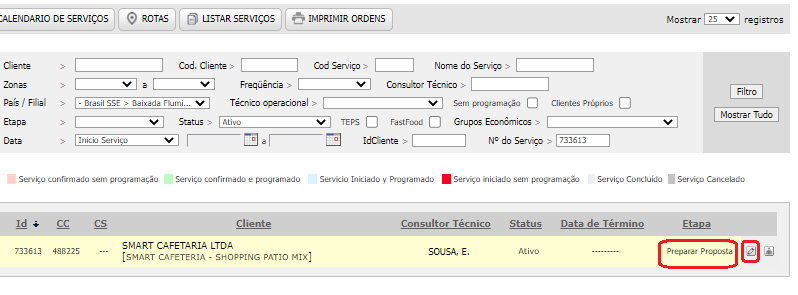 CALENDARIO DE SERVIÇOS ROTAS LISTAR SERVIÇOS IMPRIMIR ORDENS Mostrar 25 registros
Cliente > Cod. Cliente > Cod Serviço > Nome do Serviço >
Zonas > a Freqüência > Consultor Técnico >
País / Filial > - Brasil SSE > Baixada Flumi... Técnico operacional > Sem programação Clientes Próprios Filtro
Etapa > Status > Ativo TEPS FastFood Grupos Econômicos > Mostrar Tudo
Data > Inicio Serviço a IdCliente > Nº do Serviço > 733613
Serviço confirmado sem programação Serviço confirmado e programado Servicio Iniciado y Programado Serviço iniciado sem programação Serviço Concluído Serviço Cancelado
Id CC CS Cliente Consultor Técnico Status Data de Término Etapa
733613 488225 --- SMART CAFETARIA LTDA SOUSA, E. Ativo --------- Preparar Proposta
[SMART CAFETERIA - SHOPPING PATIO MIX]